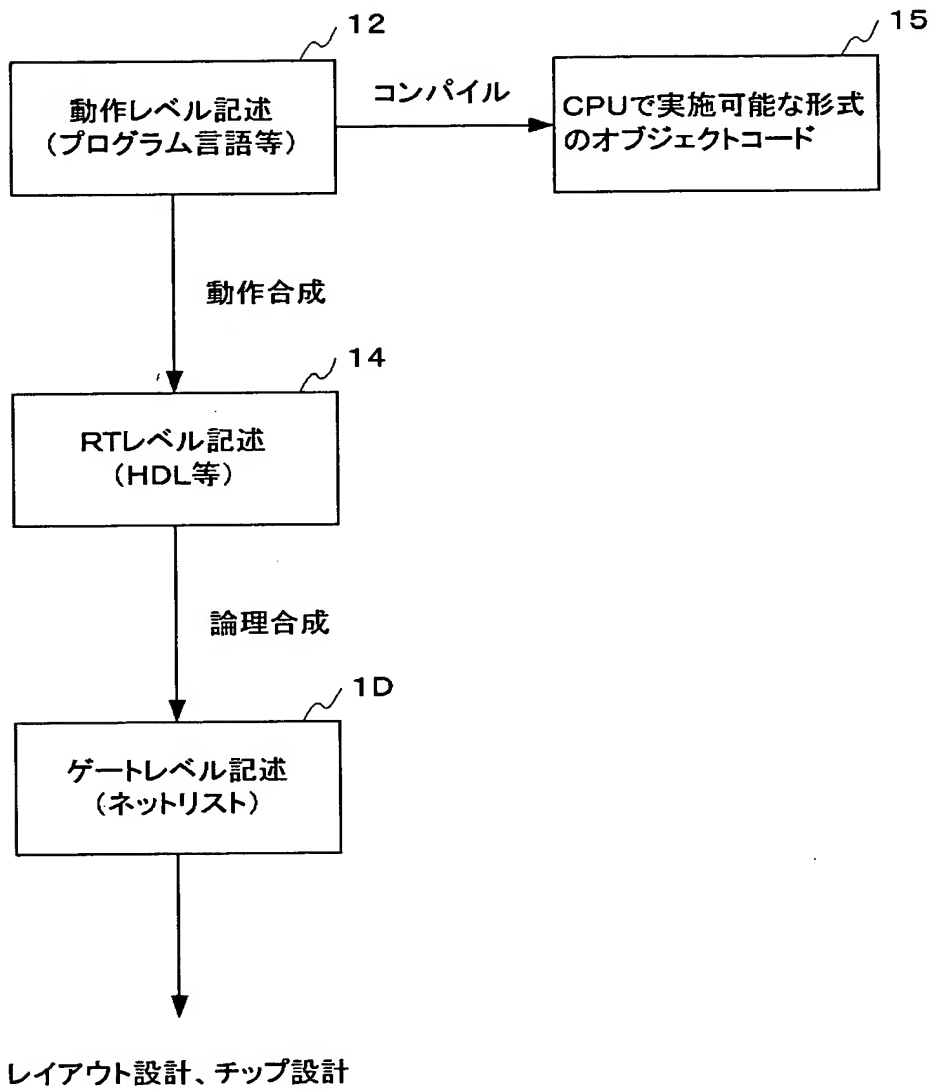 12
動作レベル記述
(プログラム言語等)
コンパイル
15
CPUで実施可能な形式
のオブジェクトコード
動作合成
14
RTレベル記述
(HDL等)
論理合成
1D
ゲートレベル記述
(ネットリスト)
レイアウト設計、チップ設計